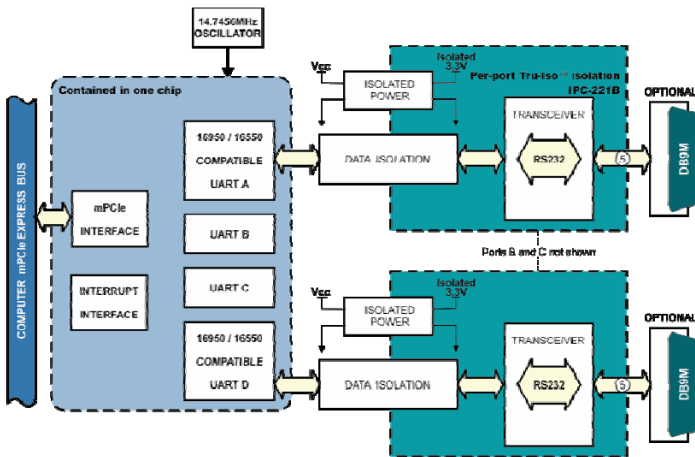 14.7456MHz
OSCILLATOR
Contained in one chip
COMPUTER mPCIe EXPRESS BUS
mPCIe
INTERFACE
INTERRUPT
INTERFACE
16950 / 16550
COMPATIBLE
UART A
UART B
UART C
16950 / 16550
COMPATIBLE
UART D
Vcc
Isolated
3.3V
ISOLATED
POWER
DATA ISOLATION
Per-port Tru-Iso™ isolation
IPC-221B
TRANSCEIVER
RS232
5
OPTIONAL
DB9M
Ports B and C not shown
Vcc
Isolated
3.3V
ISOLATED
POWER
DATA ISOLATION
TRANSCEIVER
RS232
5
OPTIONAL
DB9M